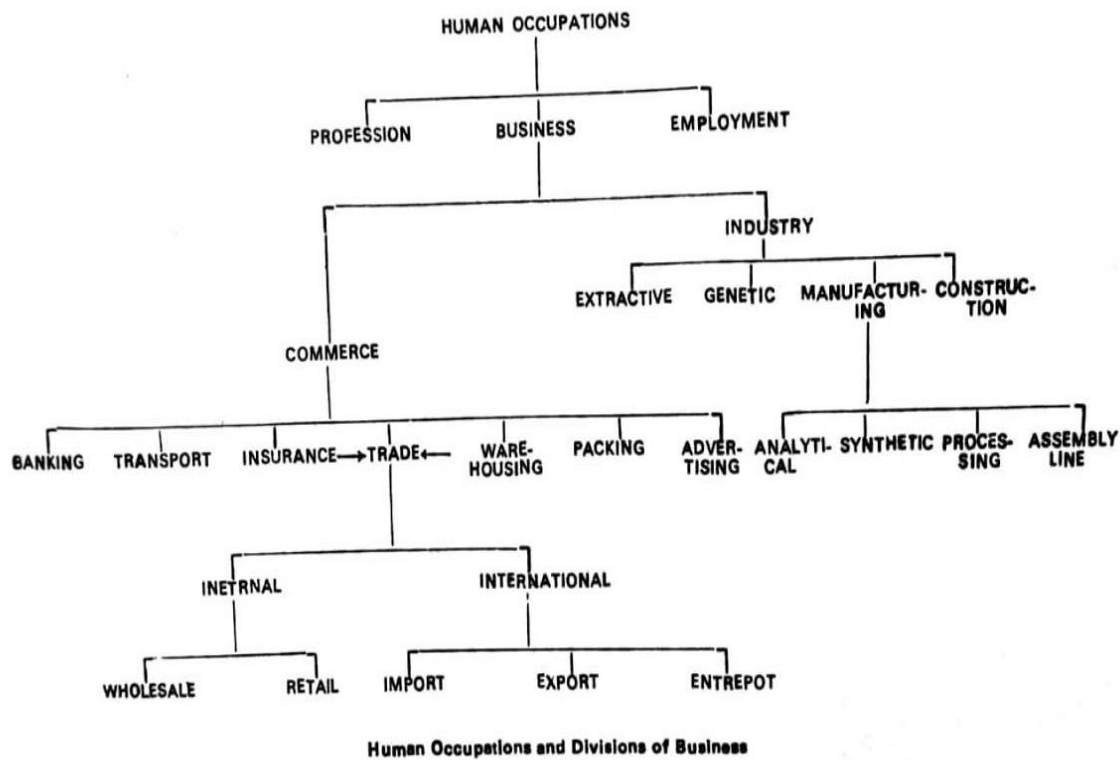 HUMAN OCCUPATIONS
PROFESSION BUSINESS EMPLOYMENT
INDUSTRY
EXTRACTIVE GENETIC MANUFACTUR- CONSTRUC-
ING TION
COMMERCE
BANKING TRANSPORT INSURANCE→TRADE← WARE- PACKING ADVER- ANALYTI- SYNTHETIC PROCES- ASSEMBLY
HOUSING TISING CAL SING LINE
INETRNAL INTERNATIONAL
WHOLESALE RETAIL IMPORT EXPORT ENTREPOT
Human Occupations and Divisions of Business